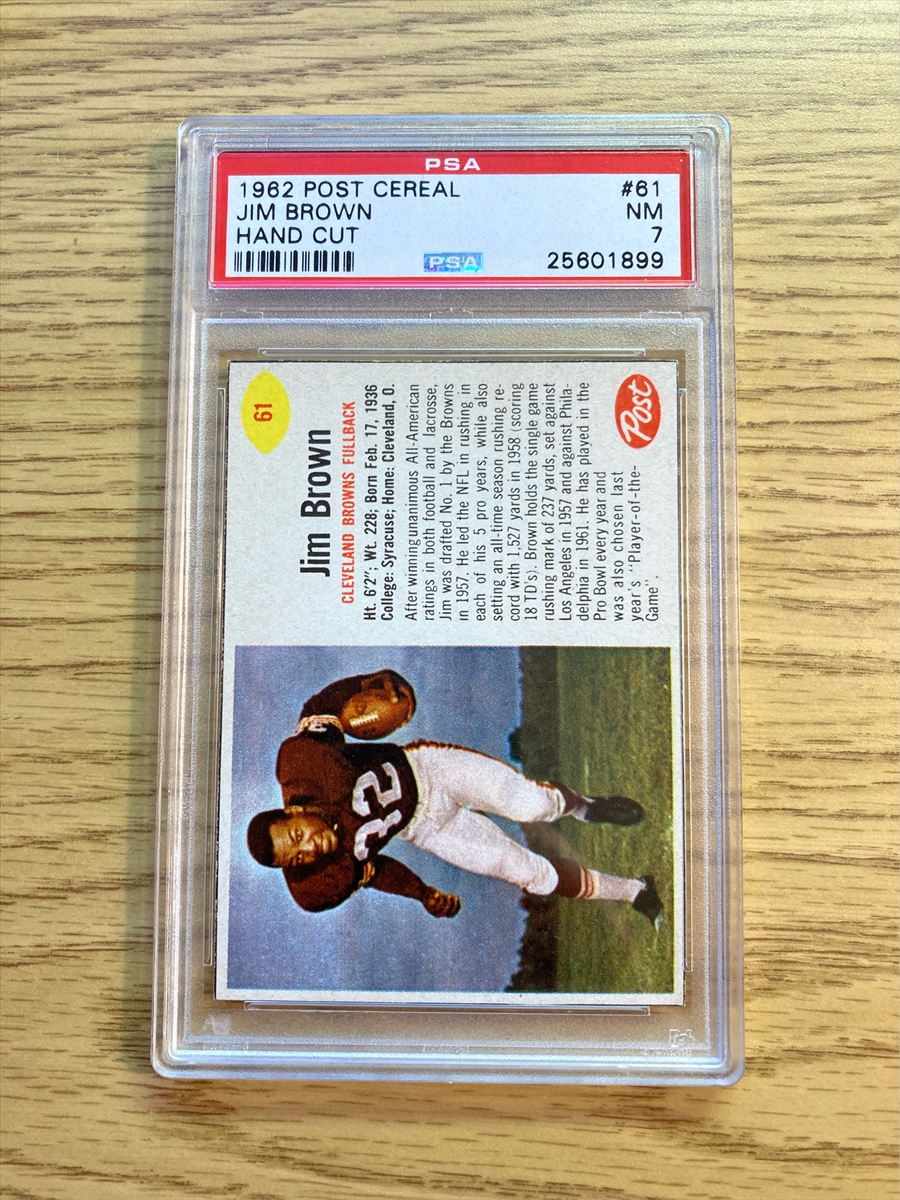 PSA
1962 POST CEREAL #61
JIM BROWN NM
HAND CUT 7
PSA 25601899
61
Jim Brown
CLEVELAND BROWNS FULLBACK
Ht. 6'2"; Wt. 228; Born Feb. 17, 1936
College: Syracuse; Home: Cleveland, O.
After winning unanimous All-American
ratings in both football and lacrosse,
Jim was drafted No. 1 by the Browns
in 1957. He led the NFL in rushing in
each of his 5 pro years, while also
setting an all-time season rushing re-
cord with 1,527 yards in 1958 (scoring
18 TD's). Brown holds the single game
rushing mark of 237 yards, set against
Los Angeles in 1957 and against Phila-
delphia in 1961. He has played in the
Pro Bowl every year and
was also chosen last
year's "Player-of-the-
Game".
Post
32